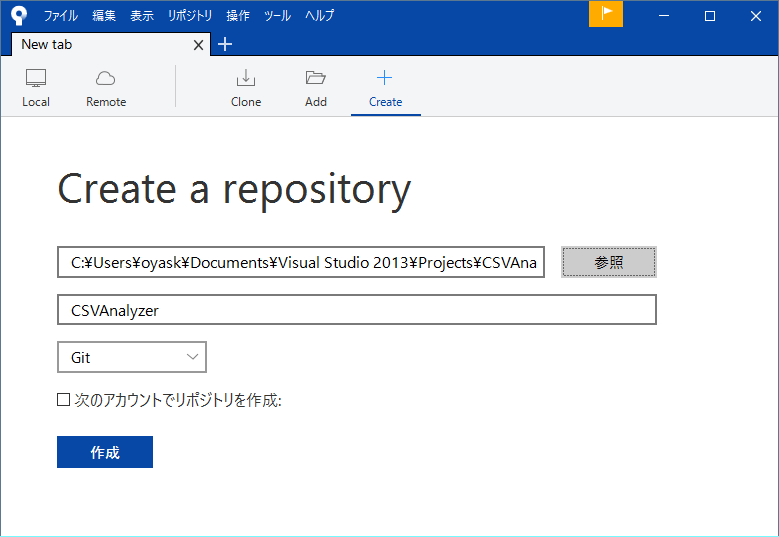 ファイル 編集 表示 リポジトリ 操作 ツール ヘルプ
New tab
Local Remote Clone Add Create
Create a repository
C:¥Users¥oyask¥Documents¥Visual Studio 2013¥Projects¥CSVAna 参照
CSVAnalyzer
Git
次のアカウントでリポジトリを作成:
作成